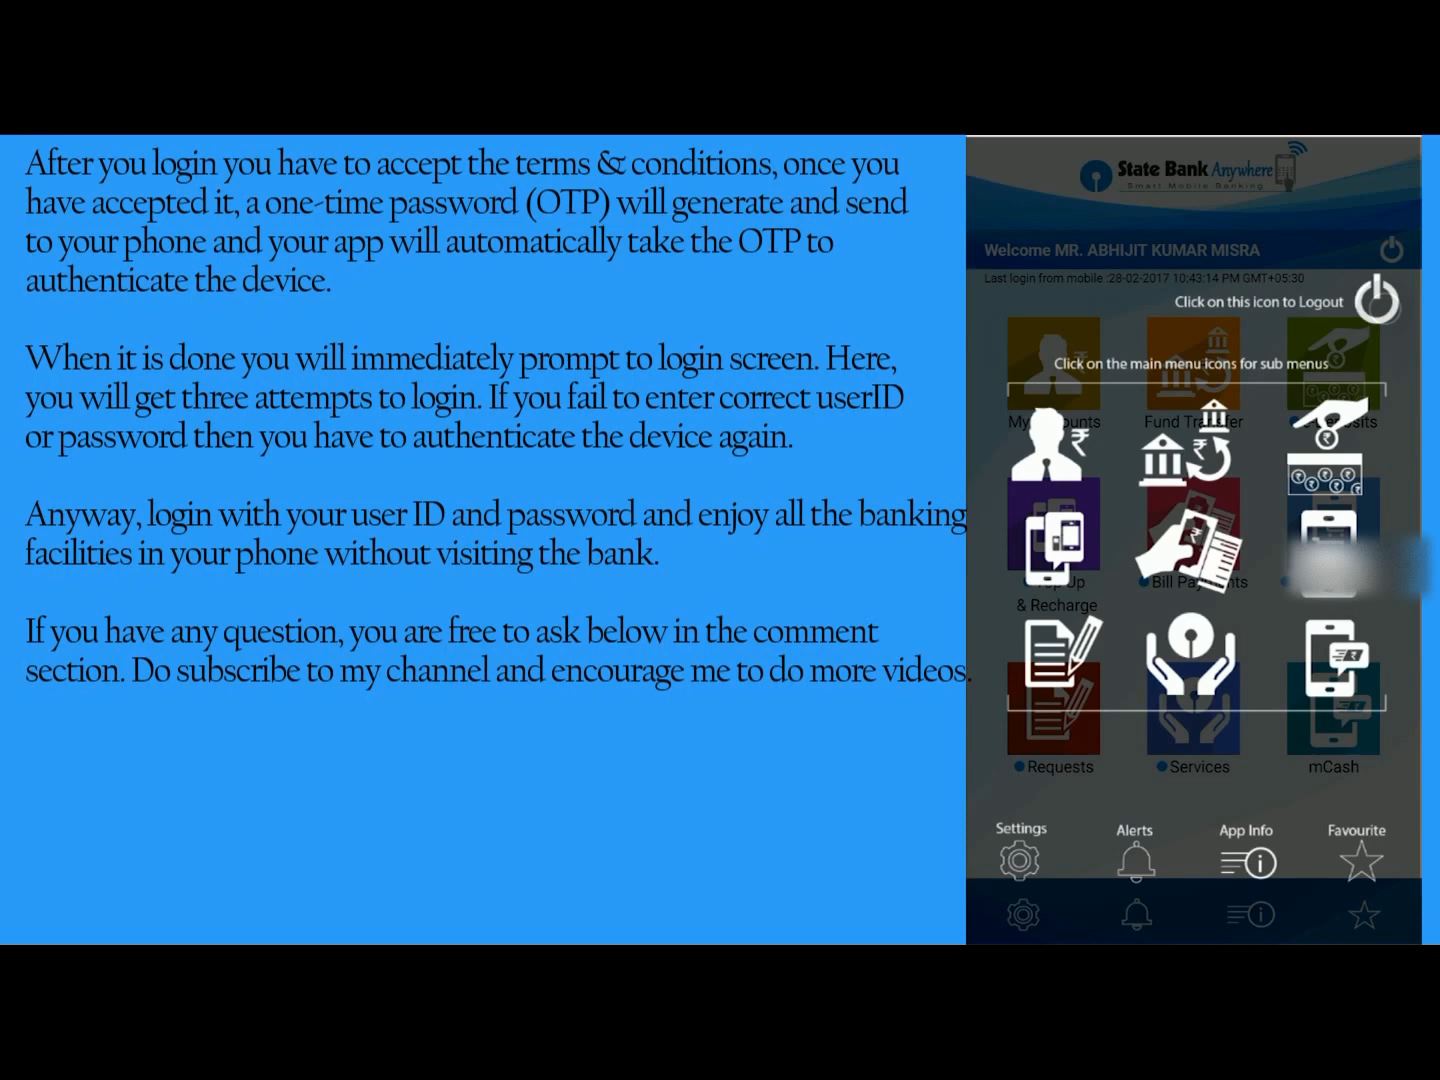 After you login you have to accept the terms & conditions, once you
have accepted it, a one-time password (OTP) will generate and send
to your phone and your app will automatically take the OTP to
authenticate the device.
When it is done you will immediately prompt to login screen. Here,
you will get three attempts to login. If you fail to enter correct userID
or password then you have to authenticate the device again.
Anyway, login with your user ID and password and enjoy all the banking
facilities in your phone without visiting the bank.
If you have any question, you are free to ask below in the comment
section. Do subscribe to my channel and encourage me to do more videos.
State Bank Anywhere
Smart Mobile Banking
Welcome MR. ABHIJIT KUMAR MISRA
Last login from mobile :28-02-2017 10:43:14 PM GMT+05:30
Click on this icon to Logout
Click on the main menu icons for sub menus
Fund Transfer
Bill Payments
& Recharge
Requests
Services
mCash
Settings
Alerts
App Info
Favourite